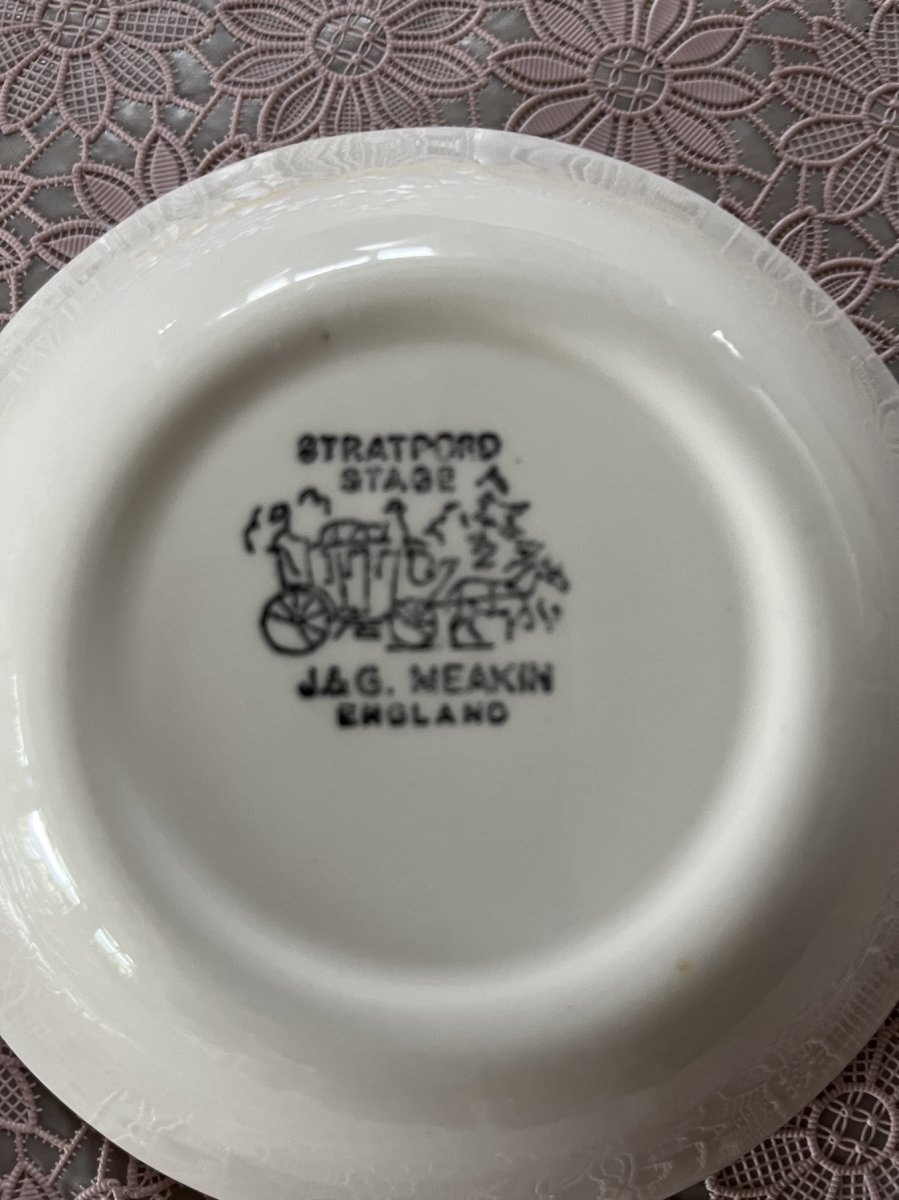 STRATFORD
STAGE
J&G. MEAKIN
ENGLAND